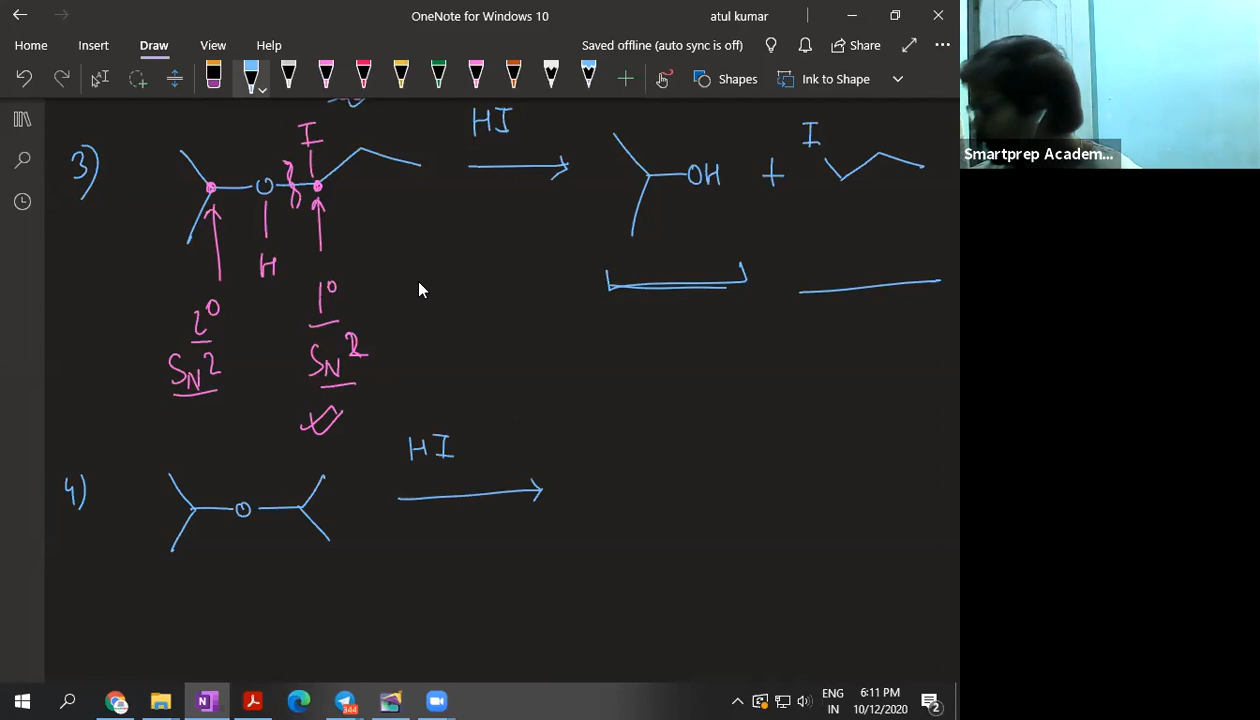 OneNote for Windows 10
atul kumar
Home Insert Draw View Help
Saved offline (auto sync is off)
Share
Shapes
Ink to Shape
Smartprep Academ...
3)
I
HI
O
OH + I
H
2° 1°
SN2 SN2
4)
HI
O
344
ENG
IN
6:11 PM
10/12/2020
2